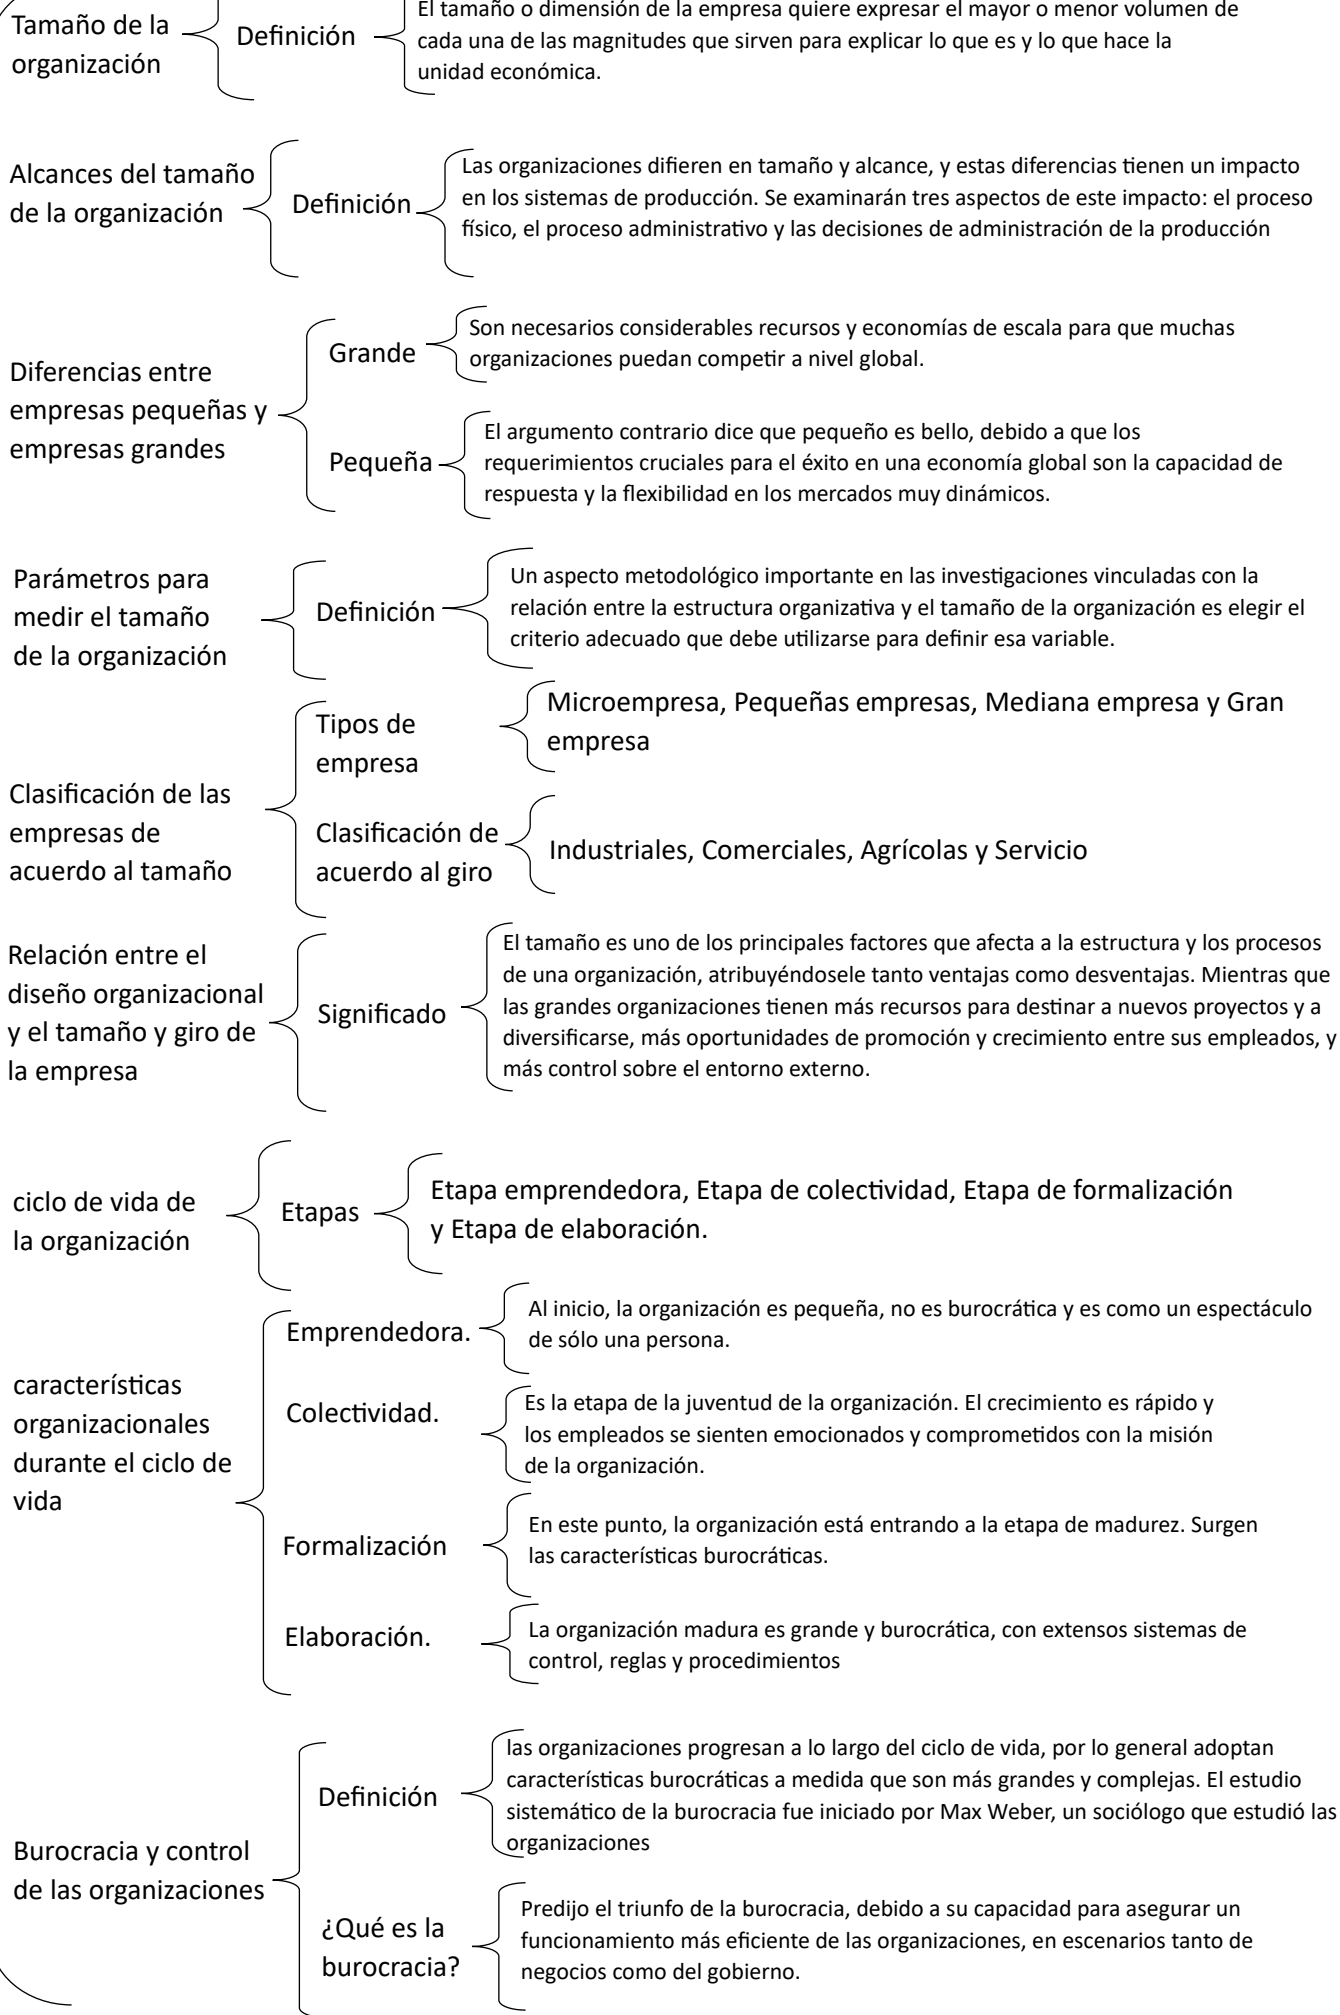 Tamaño de la
organización
Definición
El tamaño o dimensión de la empresa quiere expresar el mayor o menor volumen de
cada una de las magnitudes que sirven para explicar lo que es y lo que hace la
unidad económica.
Alcances del tamaño
de la organización
Definición
Las organizaciones difieren en tamaño y alcance, y estas diferencias tienen un impacto
en los sistemas de producción. Se examinarán tres aspectos de este impacto: el proceso
físico, el proceso administrativo y las decisiones de administración de la producción
Diferencias entre
empresas pequeñas y
empresas grandes
Grande
Son necesarios considerables recursos y economías de escala para que muchas
organizaciones puedan competir a nivel global.
Pequeña
El argumento contrario dice que pequeño es bello, debido a que los
requerimientos cruciales para el éxito en una economía global son la capacidad de
respuesta y la flexibilidad en los mercados muy dinámicos.
Parámetros para
medir el tamaño
de la organización
Definición
Un aspecto metodológico importante en las investigaciones vinculadas con la
relación entre la estructura organizativa y el tamaño de la organización es elegir el
criterio adecuado que debe utilizarse para definir esa variable.
Clasificación de las
empresas de
acuerdo al tamaño
Tipos de
empresa
Microempresa, Pequeñas empresas, Mediana empresa y Gran
empresa
Clasificación de
acuerdo al giro
Industriales, Comerciales, Agrícolas y Servicio
Relación entre el
diseño organizacional
y el tamaño y giro de
la empresa
Significado
El tamaño es uno de los principales factores que afecta a la estructura y los procesos
de una organización, atribuyéndosele tanto ventajas como desventajas. Mientras que
las grandes organizaciones tienen más recursos para destinar a nuevos proyectos y a
diversificarse, más oportunidades de promoción y crecimiento entre sus empleados, y
más control sobre el entorno externo.
ciclo de vida de
la organización
Etapas
Etapa emprendedora, Etapa de colectividad, Etapa de formalización
y Etapa de elaboración.
características
organizacionales
durante el ciclo de
vida
Emprendedora.
Al inicio, la organización es pequeña, no es burocrática y es como un espectáculo
de sólo una persona.
Colectividad.
Es la etapa de la juventud de la organización. El crecimiento es rápido y
los empleados se sienten emocionados y comprometidos con la misión
de la organización.
Formalización
En este punto, la organización está entrando a la etapa de madurez. Surgen
las características burocráticas.
Elaboración.
La organización madura es grande y burocrática, con extensos sistemas de
control, reglas y procedimientos
Burocracia y control
de las organizaciones
Definición
las organizaciones progresan a lo largo del ciclo de vida, por lo general adoptan
características burocráticas a medida que son más grandes y complejas. El estudio
sistemático de la burocracia fue iniciado por Max Weber, un sociólogo que estudió las
organizaciones
¿Qué es la
burocracia?
Predijo el triunfo de la burocracia, debido a su capacidad para asegurar un
funcionamiento más eficiente de las organizaciones, en escenarios tanto de
negocios como del gobierno.